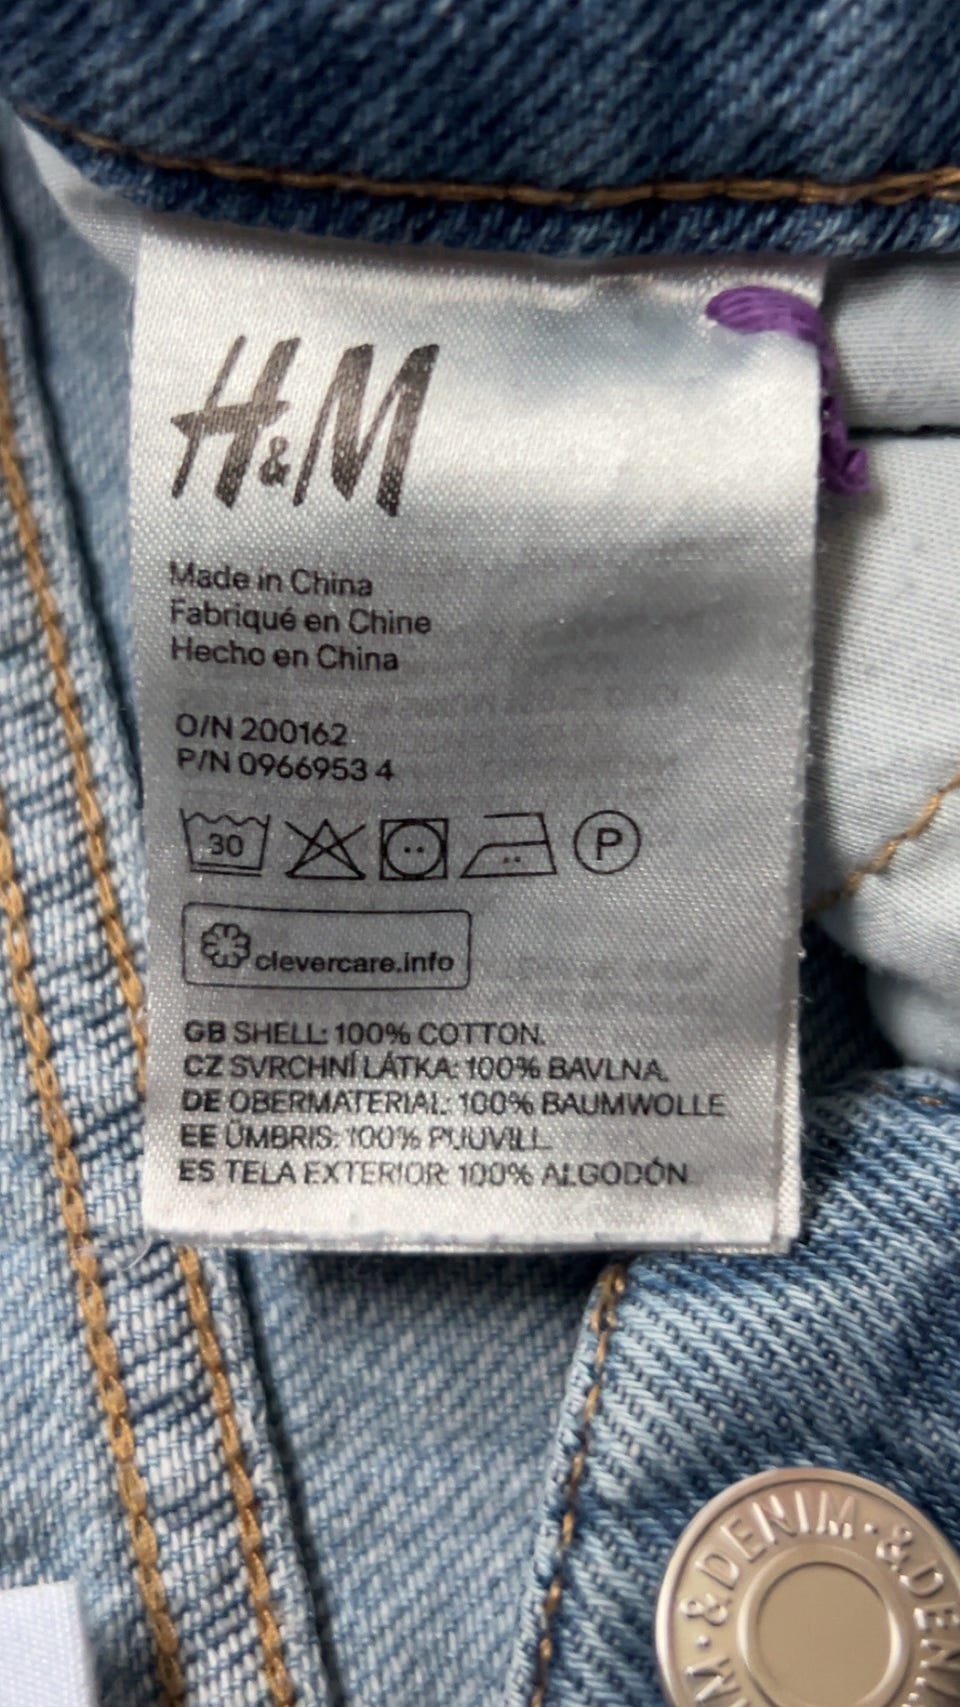 H&M
Made in China
Fabriqué en Chine
Hecho en China
O/N 200162
P/N 0966953 4
30
P
clevercare.info
GB SHELL: 100% COTTON.
CZ SVRCHNÍ LÁTKA: 100% BAVLNA.
DE OBERMATERIAL: 100% BAUMWOLLE
EE ÜMBRIS: 100% PUUVILL
ES TELA EXTERIOR: 100% ALGODÓN
& DENIM · & DEN